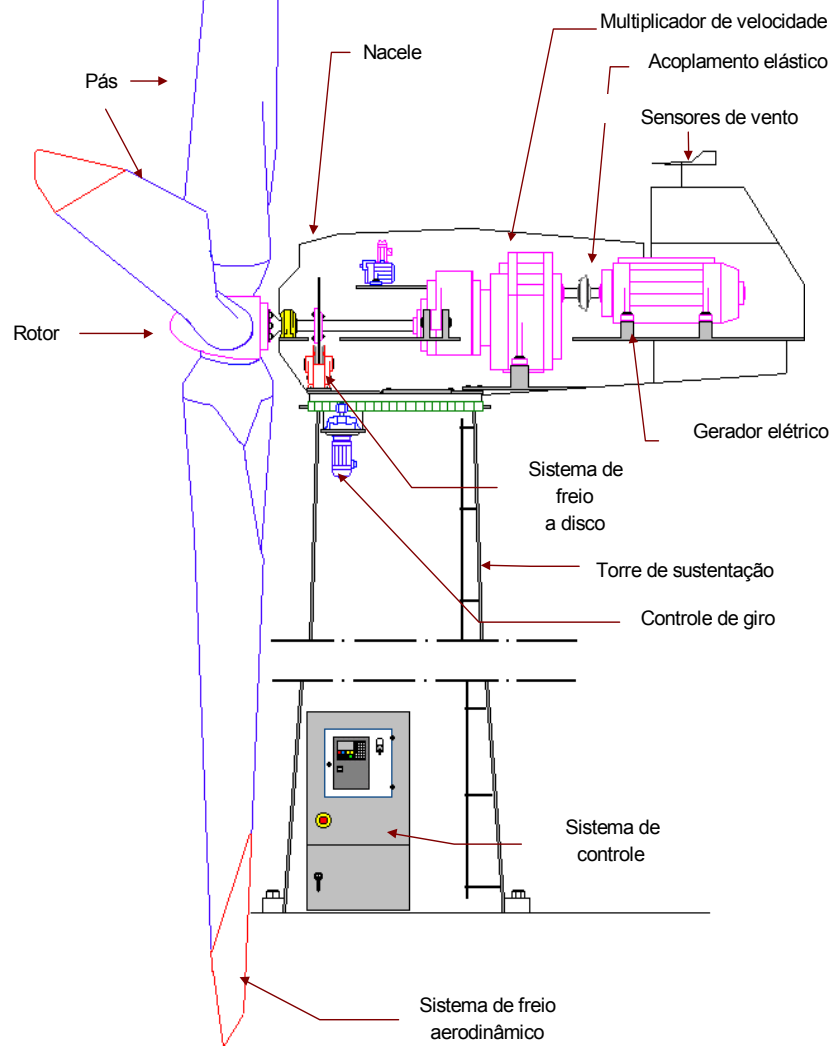 Multiplicador de velocidade
Nacele
Acoplamento elástico
Pás
Sensores de vento
Rotor
Gerador elétrico
Sistema de
freio
a disco
Torre de sustentação
Controle de giro
Sistema de
controle
Sistema de freio
aerodinâmico